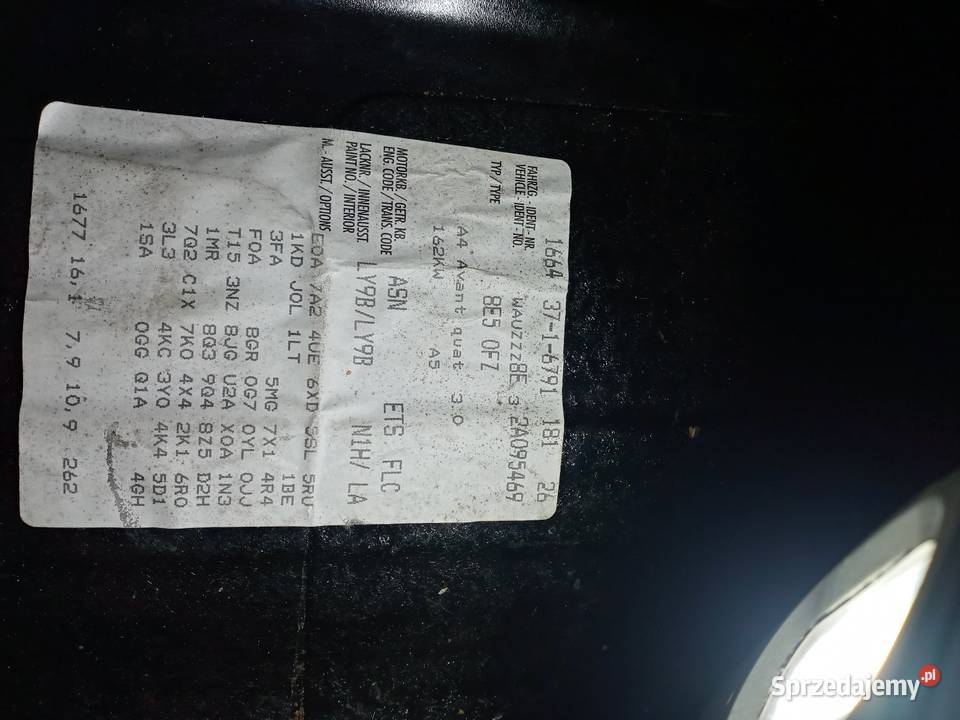 1664 37-1-6791 181 26
FAHRZG. - IDENT - NR.
VEHICLE - IDENT - NO.
WAUZZZ8E 3 2A095469
TYP / TYPE
8E5 0FZ
A4 Avant quat 3.0
162KW A5
MOTORKB. / GETR. KB.
ENG. CODE / TRANS. CODE
ASN ETS FLC
LACKNR. / INNENAUSST.
PAINT NO. / INTERIOR
LY9B/LY9B N1H/ LA
M.- AUSST. / OPTIONS
E0A 7A2 4UE 6XD 5SL 5RU
1KD J0L 1LT 1BE
3FA 5MG 7X1 4R4
F0A 8GR 0G7 0YL 0JJ
T15 3NZ 8JG U2A X0A 1N3
1MR 8Q3 9Q4 8Z5 D2H
7Q2 C1X 7K0 4X4 2K1 6R0
3L3 4KC 3Y0 4K4 5D1
1SA 0GG Q1A 4GH
1677 16,1 7,9 10,9 262
Sprzedajemy.pl